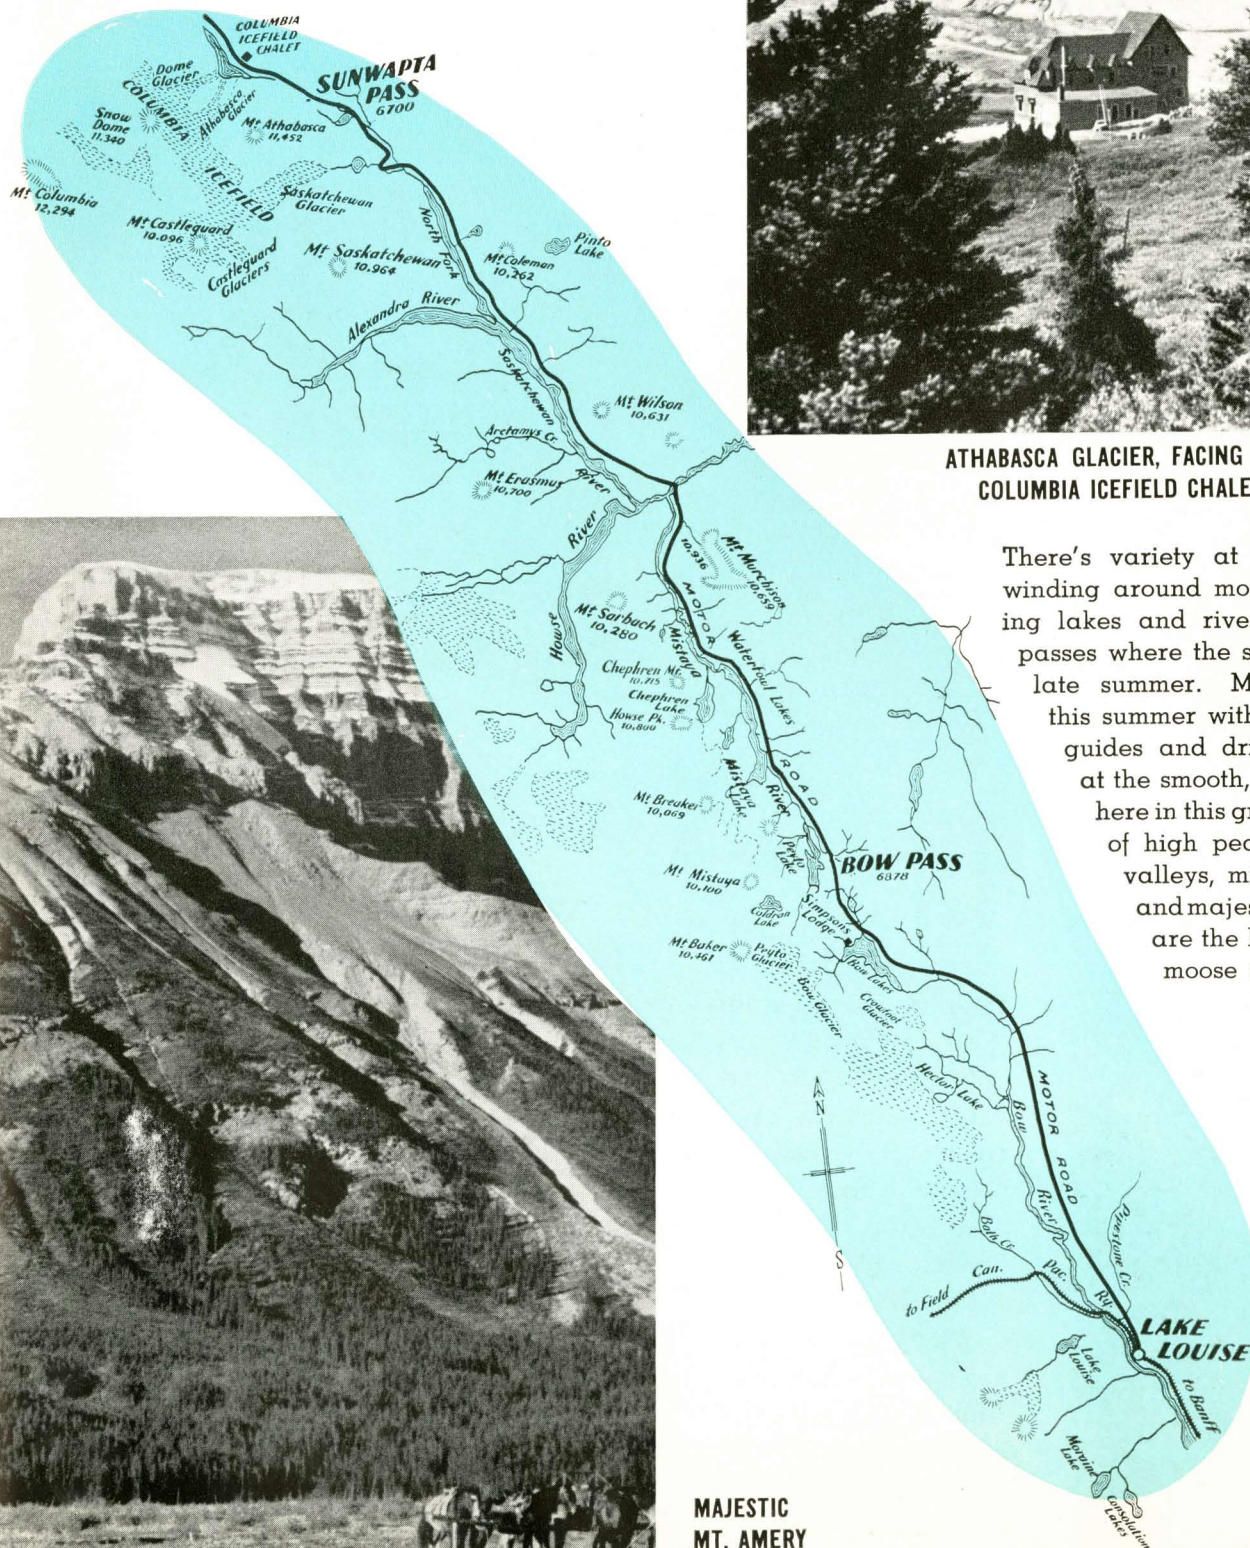 COLUMBIA
ICEFIELD
CHALET
SUNWAPTA
PASS
6700
Dome
Glacier
COLUMBIA
ICEFIELD
Athabasca
Glacier
Snow
Dome
11,340
Mt Athabasca
11,452
Mt Columbia
12,294
Saskatchewan
Glacier
Mt Castleguard
10,096
Castleguard
Glaciers
Mt Saskatchewan
10,964
North Fork
Mt Coleman
10,262
Pinto
Lake
Alexandra River
Saskatchewan
River
Mt Wilson
10,631
Arctamys Cr.
Mt Erasmus
10,700
Howse
River
10,936
Mt Murchison
10,659
MOTOR
ROAD
Mt Sarbach
10,280
Mistaya
River
Waterfowl Lakes
Chephren Mt.
10,715
Chephren
Lake
Howse Pk.
10,800
Mistaya
Lake
Mt Breaker
10,069
Peyto
Lake
BOW PASS
6878
Mt Mistaya
10,100
Caldron
Lake
Simpsons
Lodge
Mt Baker
10,461
Peyto
Glacier
Bow Lakes
Bow Glacier
Crowfoot
Glacier
Hector
Lake
MOTOR ROAD
Bow River
N
S
Bath Cr.
Pipestone Cr.
to Field
Can. Pac. Ry.
LAKE
LOUISE
Lake
Louise
to Banff
Moraine
Lake
Consolation
Lakes
ATHABASCA GLACIER, FACING
COLUMBIA ICEFIELD CHALE
There's variety at
winding around mo
ing lakes and rive
passes where the s
late summer. M
this summer with
guides and dri
at the smooth,
here in this gr
of high pea
valleys, m
and majes
are the
moose
MAJESTIC
MT. AMERY